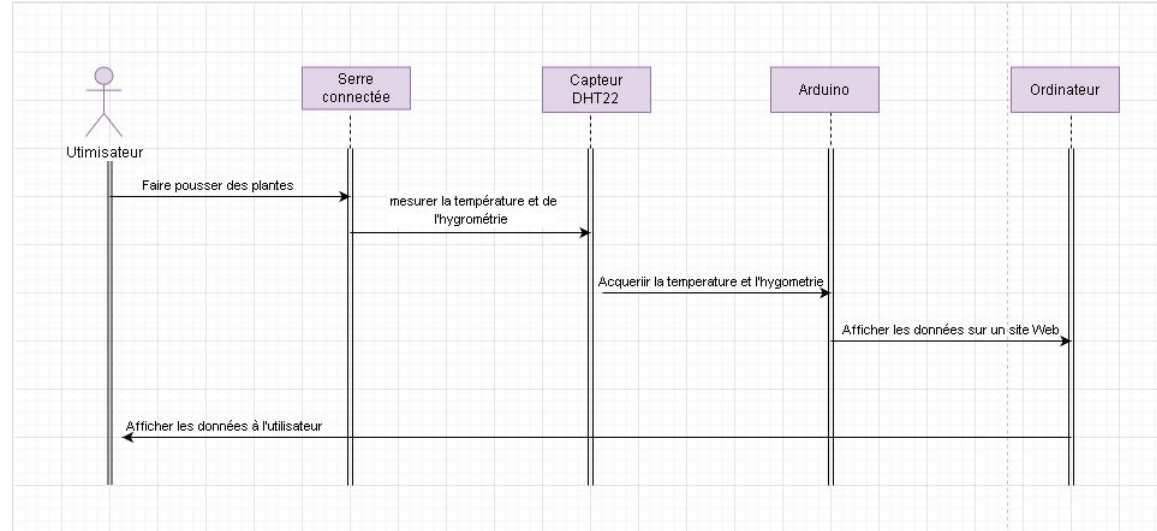 Serre
connectée
Capteur
DHT22
Arduino
Ordinateur
Utimisateur
Faire pousser des plantes
mesurer la température et de
l'hygrométrie
Acqueriir la temperature et l'hygometrie
Afficher les données sur un site Web
Afficher les données à l'utilisateur